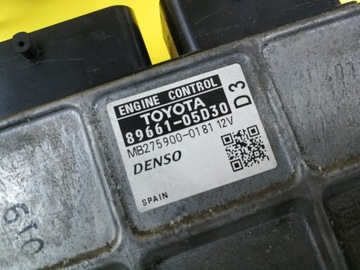 ENGINE CONTROL
TOYOTA
89661-05D30
D3
MB275900-0181 12V
DENSO
SPAIN